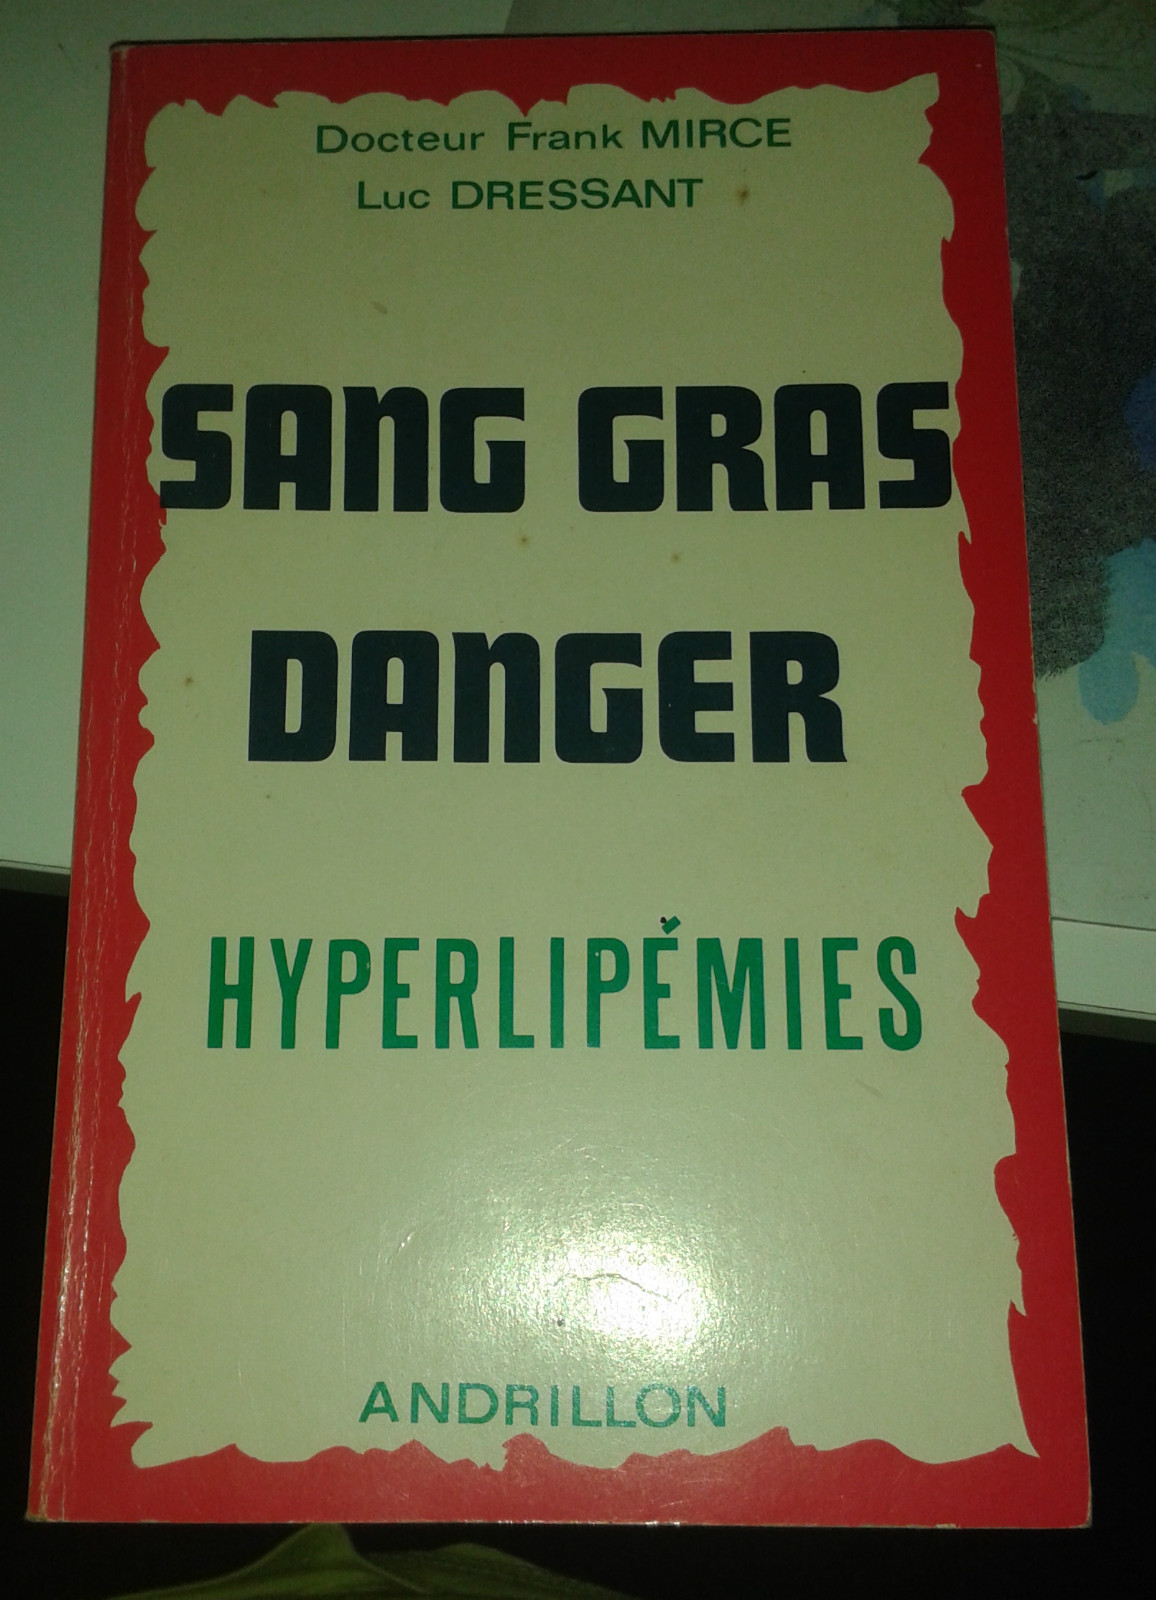 Docteur Frank MIRCE
Luc DRESSANT
SANG GRAS
DANGER
HYPERLIPÉMIES
ANDRILLON